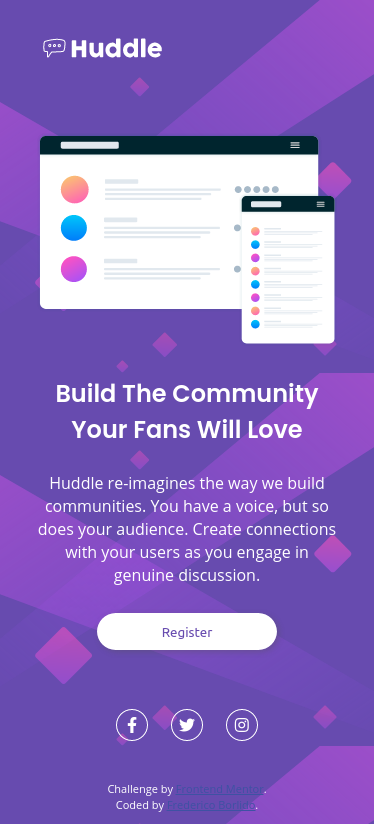 Huddle
Build The Community
Your Fans Will Love
Huddle re-imagines the way we build
communities. You have a voice, but so
does your audience. Create connections
with your users as you engage in
genuine discussion.
Register
Challenge by Frontend Mentor.
Coded by Frederico Bonfim.